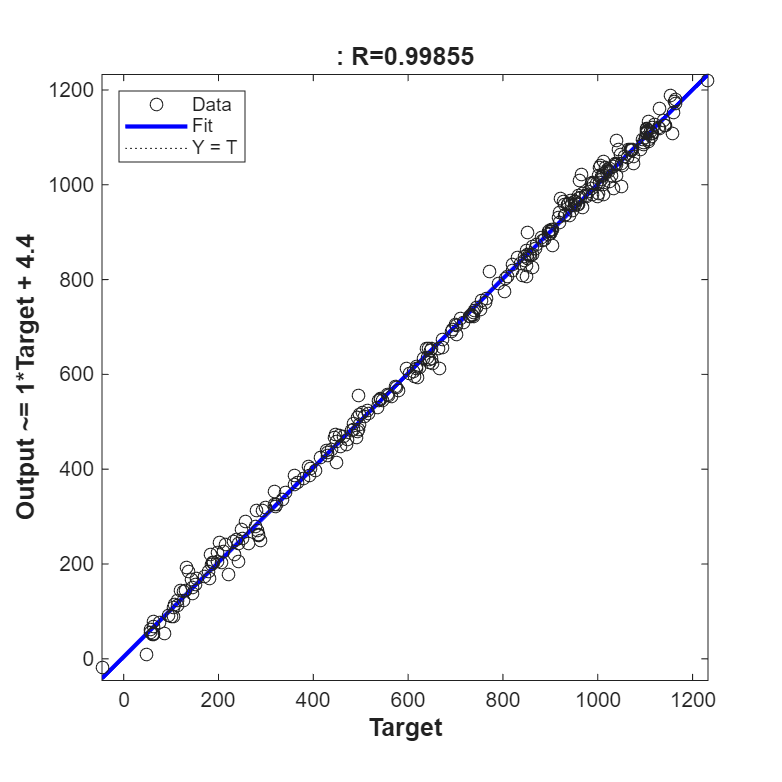 : R=0.99855
Data
Fit
Y = T
Output ~= 1*Target + 4.4
1200
1000
800
600
400
200
0
0 200 400 600 800 1000 1200
Target